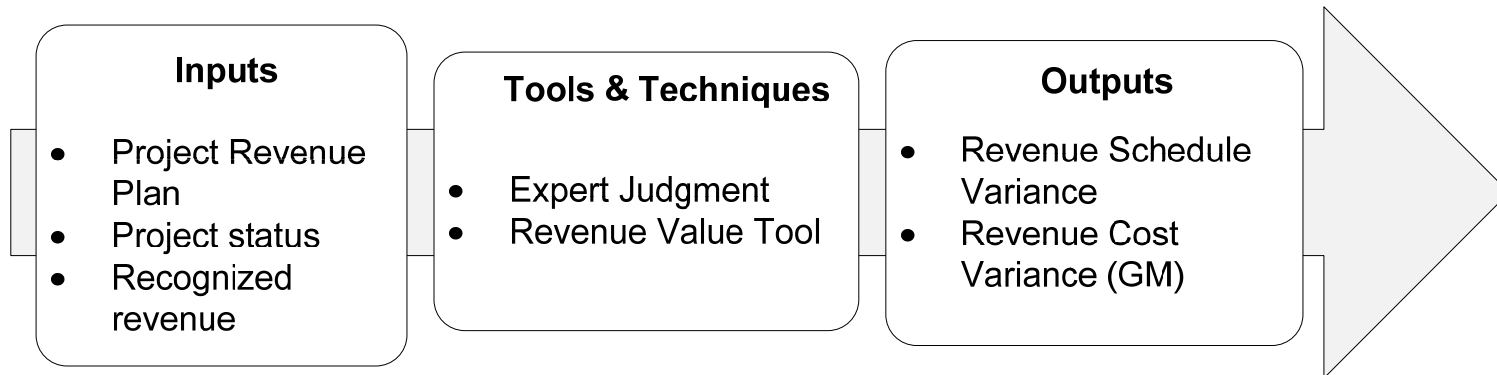 Inputs
• Project Revenue
Plan
• Project status
• Recognized
revenue
Tools & Techniques
• Expert Judgment
• Revenue Value Tool
Outputs
• Revenue Schedule
Variance
• Revenue Cost
Variance (GM)